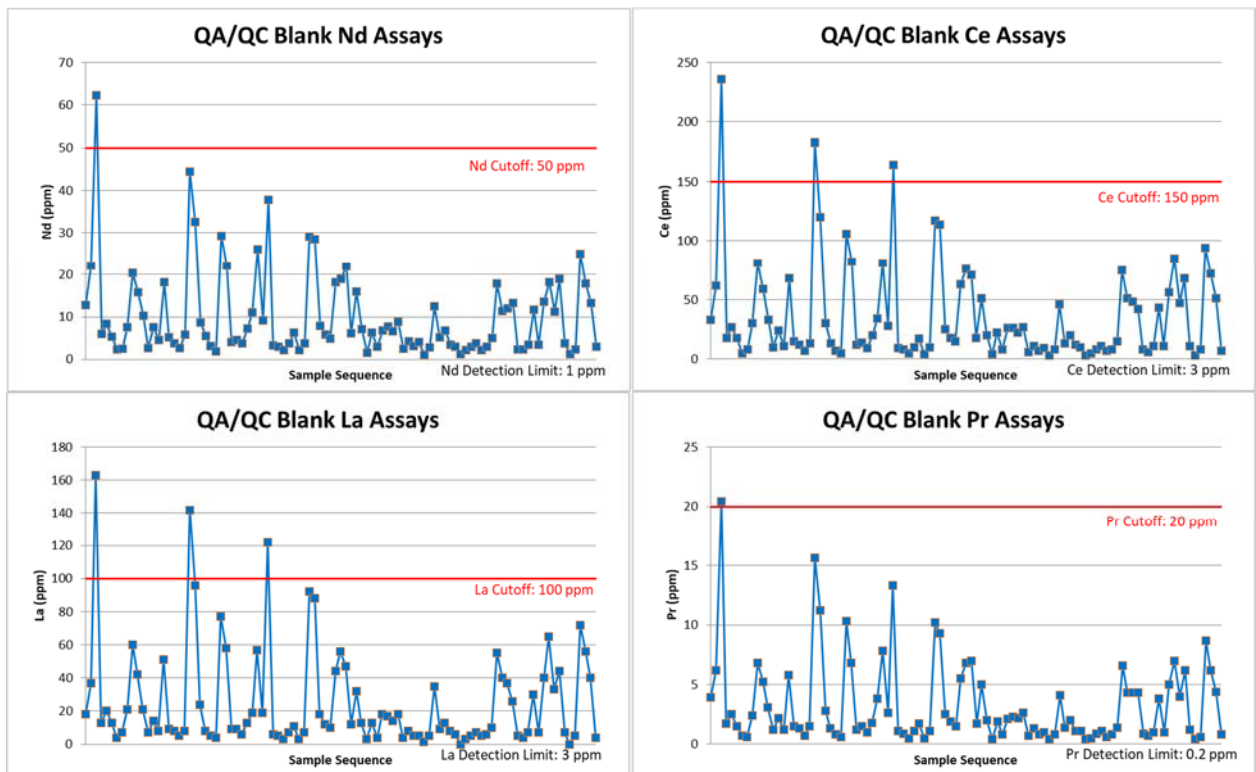 QA/QC Blank Nd Assays
70
60
50
40
30
20
10
0
Nd (ppm)
Nd Cutoff: 50 ppm
Sample Sequence
Nd Detection Limit: 1 ppm
QA/QC Blank Ce Assays
250
200
150
100
50
0
Ce (ppm)
Ce Cutoff: 150 ppm
Sample Sequence
Ce Detection Limit: 3 ppm
QA/QC Blank La Assays
180
160
140
120
100
80
60
40
20
0
La (ppm)
La Cutoff: 100 ppm
Sample Sequence
La Detection Limit: 3 ppm
QA/QC Blank Pr Assays
25
20
15
10
5
0
Pr (ppm)
Pr Cutoff: 20 ppm
Sample Sequence
Pr Detection Limit: 0.2 ppm